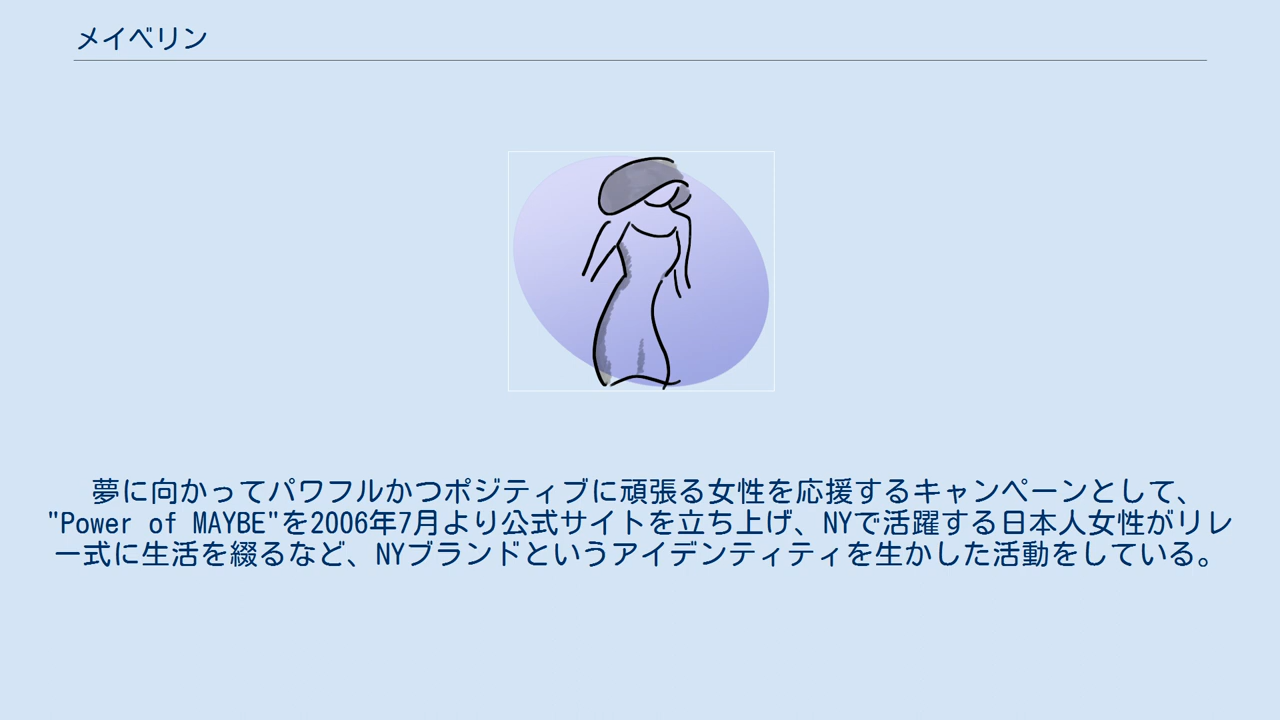 メイベリン
夢に向かってパワフルかつポジティブに頑張る女性を応援するキャンペーンとして、
"Power of MAYBE"を2006年7月より公式サイトを立ち上げ、NYで活躍する日本人女性がリレ
ー式に生活を綴るなど、NYブランドというアイデンティティを生かした活動をしている。